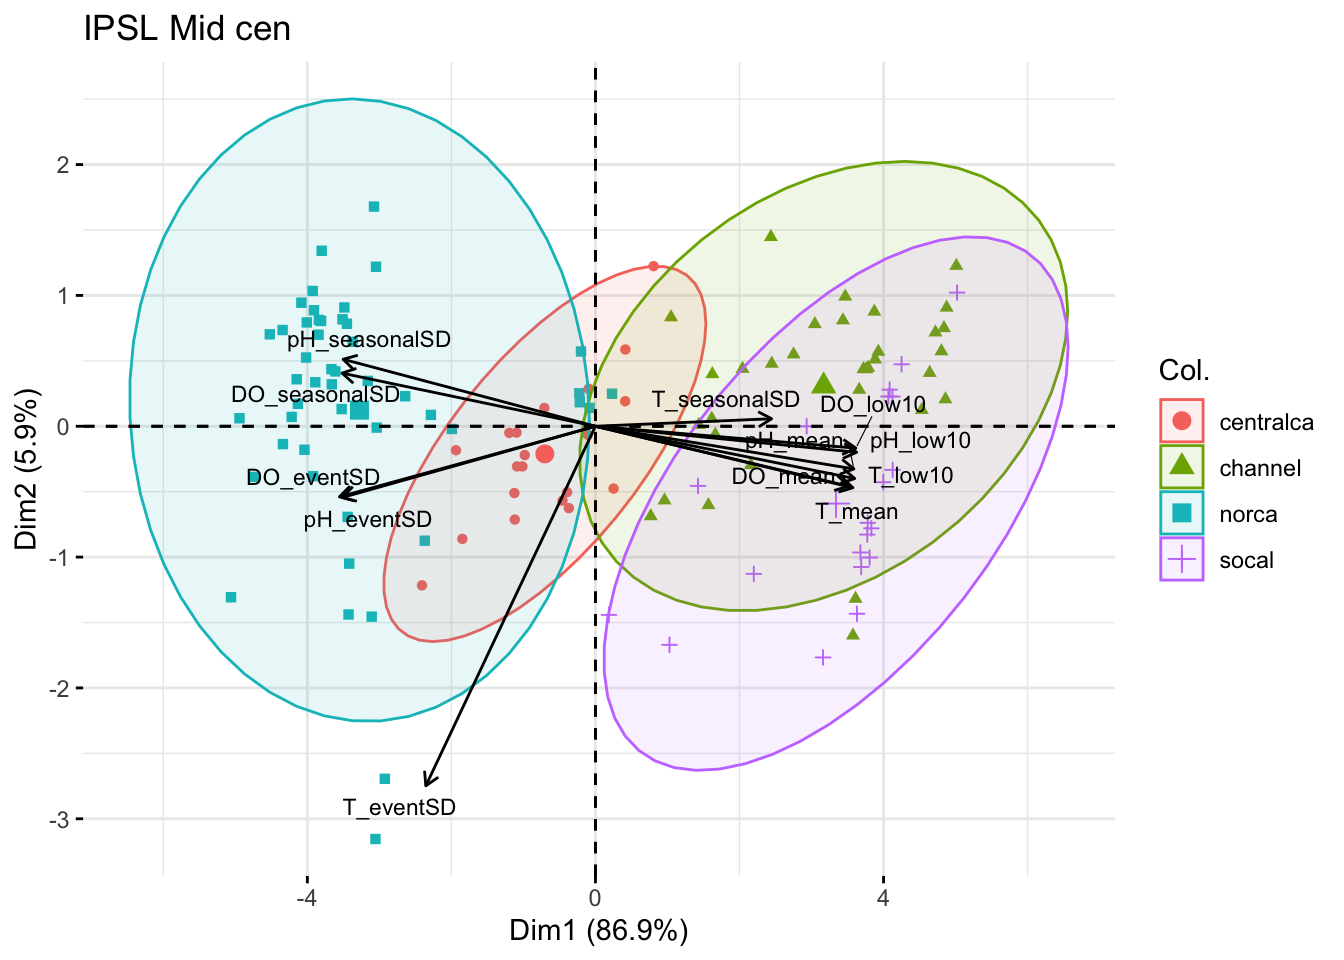 IPSL Mid cen
Dim2 (5.9%)
2
1
0
-1
-2
-3
pH_seasonalSD
DO_seasonalSD
T_seasonalSD
DO_low10
pH_mean
pH_low10
DO_eventSD
DO_mean
T_low10
pH_eventSD
T_mean
T_eventSD
-4
0
4
Dim1 (86.9%)
Col.
centralca
channel
norca
socal